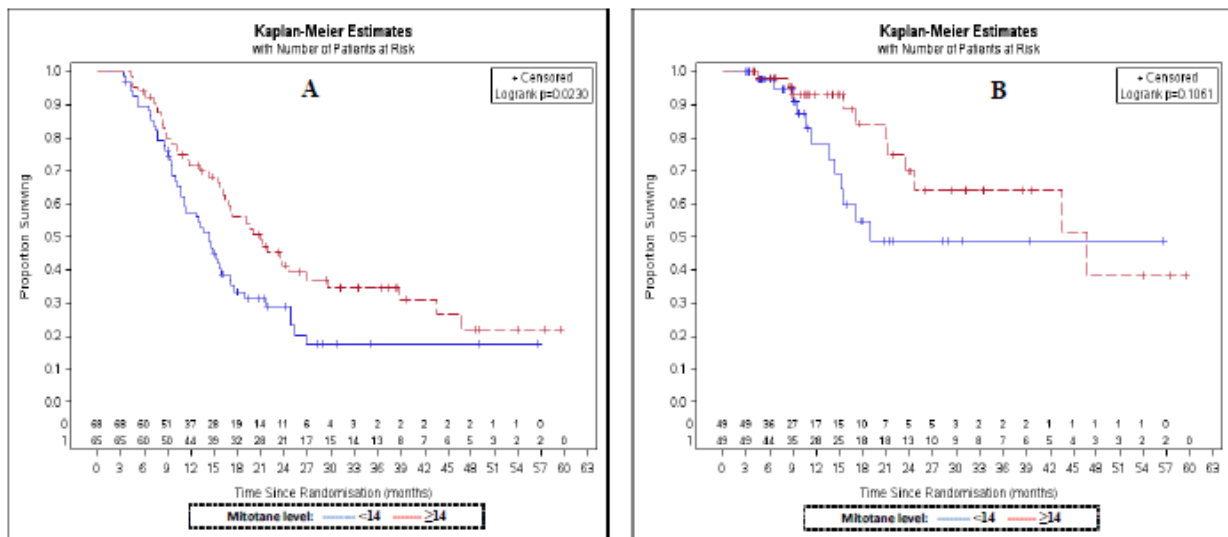 Kaplan-Meier Estimates
with Number of Patients at Risk
A
+ Censored
Logrank p=0.0230
Proportion Surviving
1.0
0.9
0.8
0.7
0.6
0.5
0.4
0.3
0.2
0.1
0.0
0 68 68 60 51 37 28 19 14 11 6 4 3 2 2 2 2 2 1 1 0
1 65 65 60 50 44 39 32 28 21 17 15 14 13 8 7 6 5 3 2 2 0
0 3 6 9 12 15 18 21 24 27 30 33 36 39 42 45 48 51 54 57 60 63
Time Since Randomisation (months)
Mitotane level: <14 ≥14
Kaplan-Meier Estimates
with Number of Patients at Risk
B
+ Censored
Logrank p=0.1061
Proportion Surviving
1.0
0.9
0.8
0.7
0.6
0.5
0.4
0.3
0.2
0.1
0.0
0 49 49 36 27 17 15 10 7 5 5 3 2 2 2 1 1 1 1 1 0
1 49 49 44 35 28 25 18 18 13 10 9 8 7 6 5 4 3 3 2 2 0
0 3 6 9 12 15 18 21 24 27 30 33 36 39 42 45 48 51 54 57 60 63
Time Since Randomisation (months)
Mitotane level: <14 ≥14